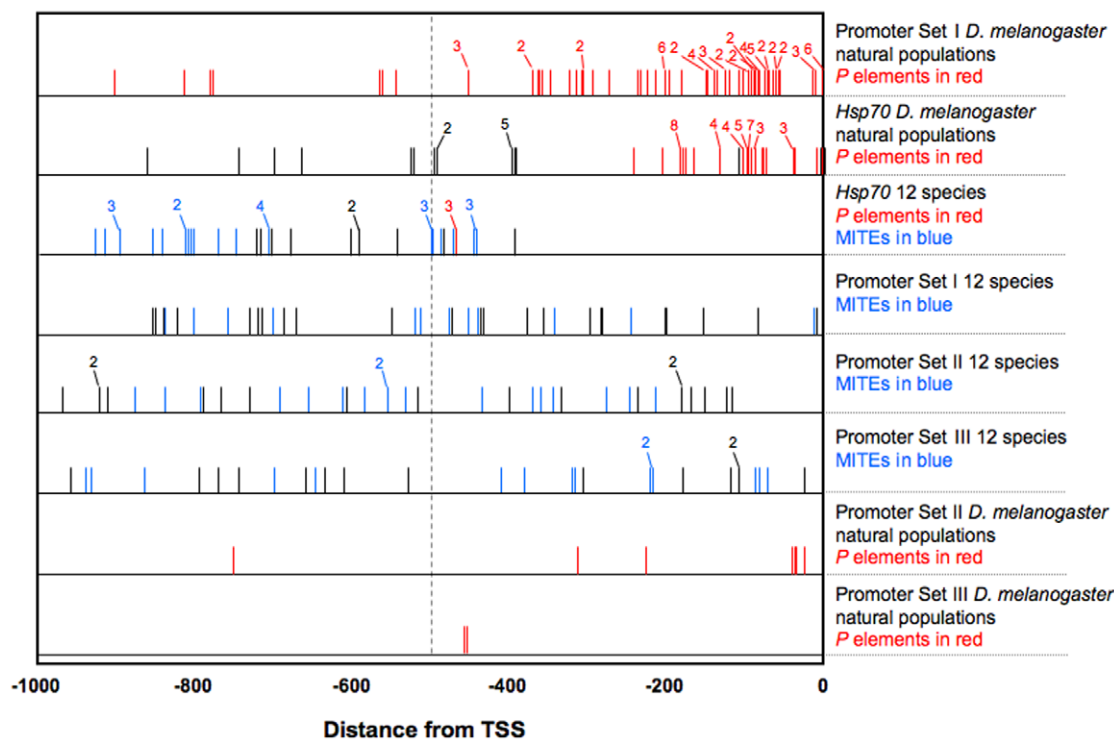 3 2 2 6 2 4 3 2 2 2 4 5 2 2 2 3 6
Promoter Set I D. melanogaster
natural populations
P elements in red
2 5 8 4 4 5 7 3 3
Hsp70 D. melanogaster
natural populations
P elements in red
3 2 4 2 3 3 3
Hsp70 12 species
P elements in red
MITEs in blue
Promoter Set I 12 species
MITEs in blue
2 2 2
Promoter Set II 12 species
MITEs in blue
2 2
Promoter Set III 12 species
MITEs in blue
Promoter Set II D. melanogaster
natural populations
P elements in red
Promoter Set III D. melanogaster
natural populations
P elements in red
-1000 -800 -600 -400 -200 0
Distance from TSS